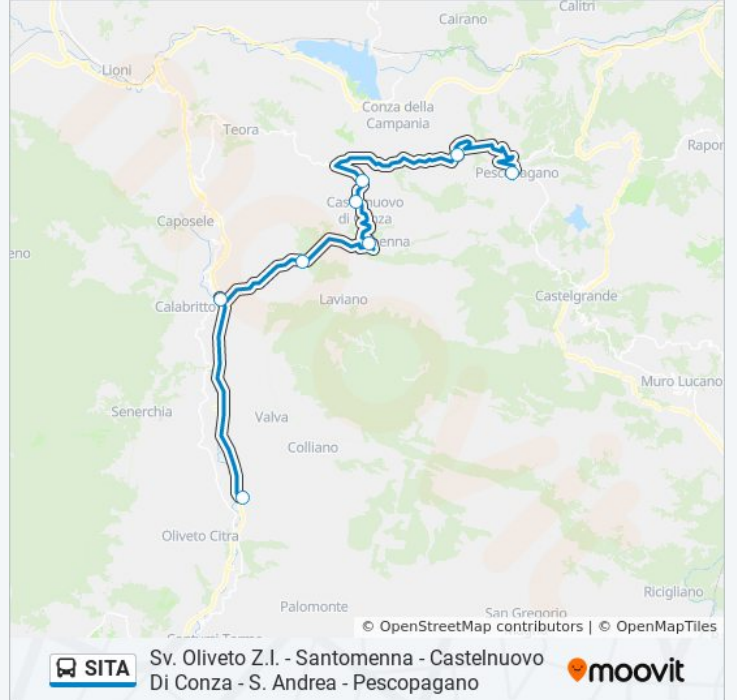 Cairano
Calitri
Lioni
Conza della
Campania
Teora
Rapor
Pescopagano
Castelnuovo
di Conza
Caposele
eno
menna
Calabritto
Laviano
Castelgrande
Muro Lucano
Senerchia
Valva
Colliano
Oliveto Citra
Ricigliano
Palomonte
San Gregorio
© OpenStreetMap contributors | © OpenMapTiles
SITA
Sv. Oliveto Z.I. - Santomenna - Castelnuovo
Di Conza - S. Andrea - Pescopagano
moovit